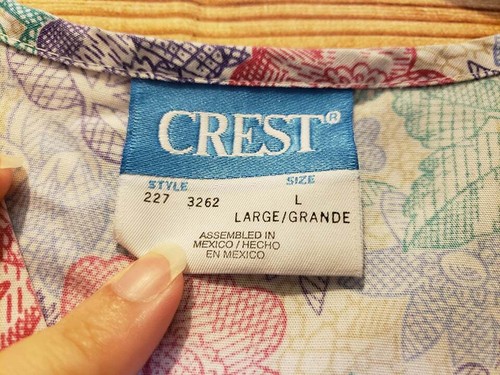 CREST®
STYLE SIZE
227 3262 L
LARGE/GRANDE
ASSEMBLED IN
MEXICO / HECHO
EN MEXICO